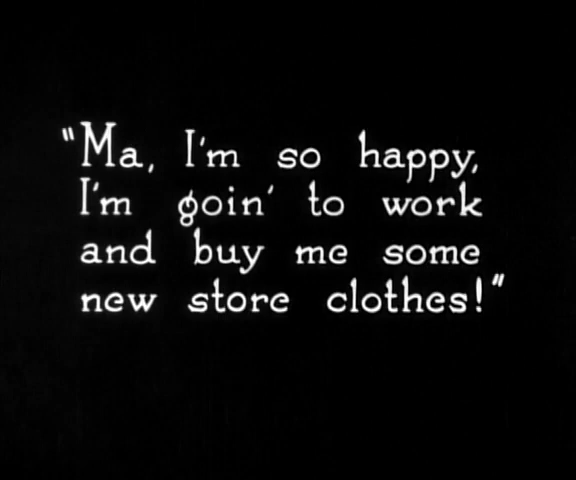 "Ma, I'm so happy,
I'm goin' to work
and buy me some
new store clothes!"